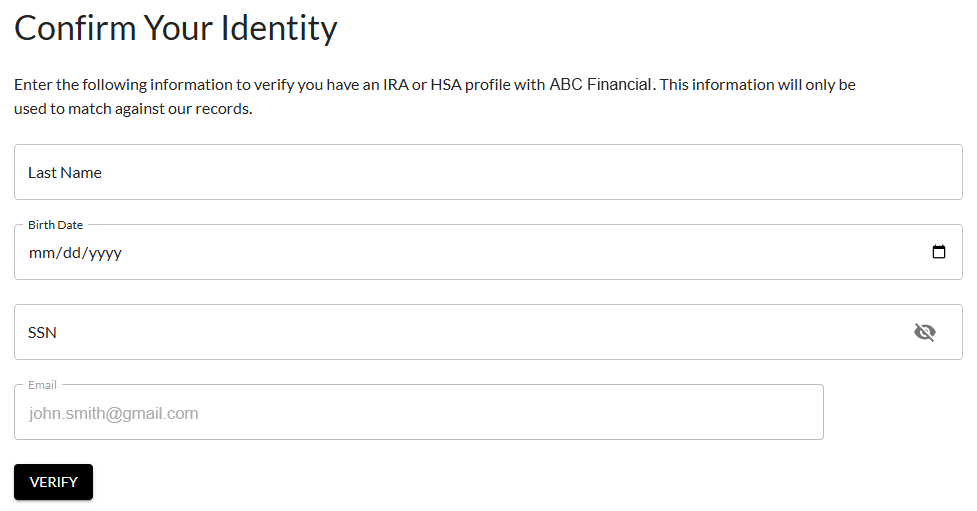 Confirm Your Identity
Enter the following information to verify you have an IRA or HSA profile with ABC Financial. This information will only be
used to match against our records.
Last Name
Birth Date
mm/dd/yyyy
SSN
Email
john.smith@gmail.com
VERIFY